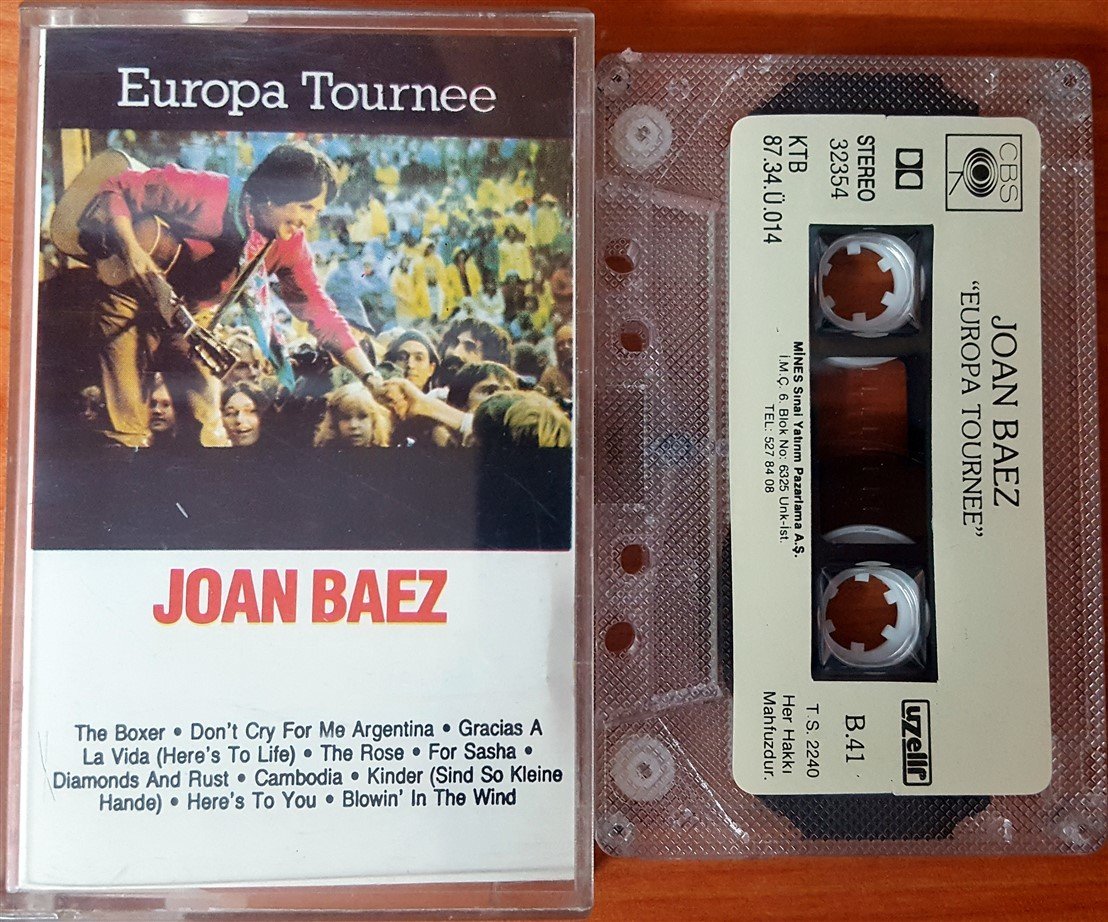 Europa Tournee
JOAN BAEZ
The Boxer • Don't Cry For Me Argentina • Gracias A
La Vida (Here's To Life) • The Rose • For Sasha •
Diamonds And Rust • Cambodia • Kinder (Sind So Kleine
Hande) • Here's To You • Blowin' In The Wind
CBS
JOAN BAEZ
“EUROPA TOURNEE”
STEREO
32354
KTB
87.34.Ü.014
MİNES Sınai Yatırım Pazarlama A.Ş.
İ.M.Ç. 6. Blok No: 6325 Unk-İst.
TEL: 527 84 08
uzelli
B.41
T.S. 2240
Her Hakkı
Mahfuzdur.